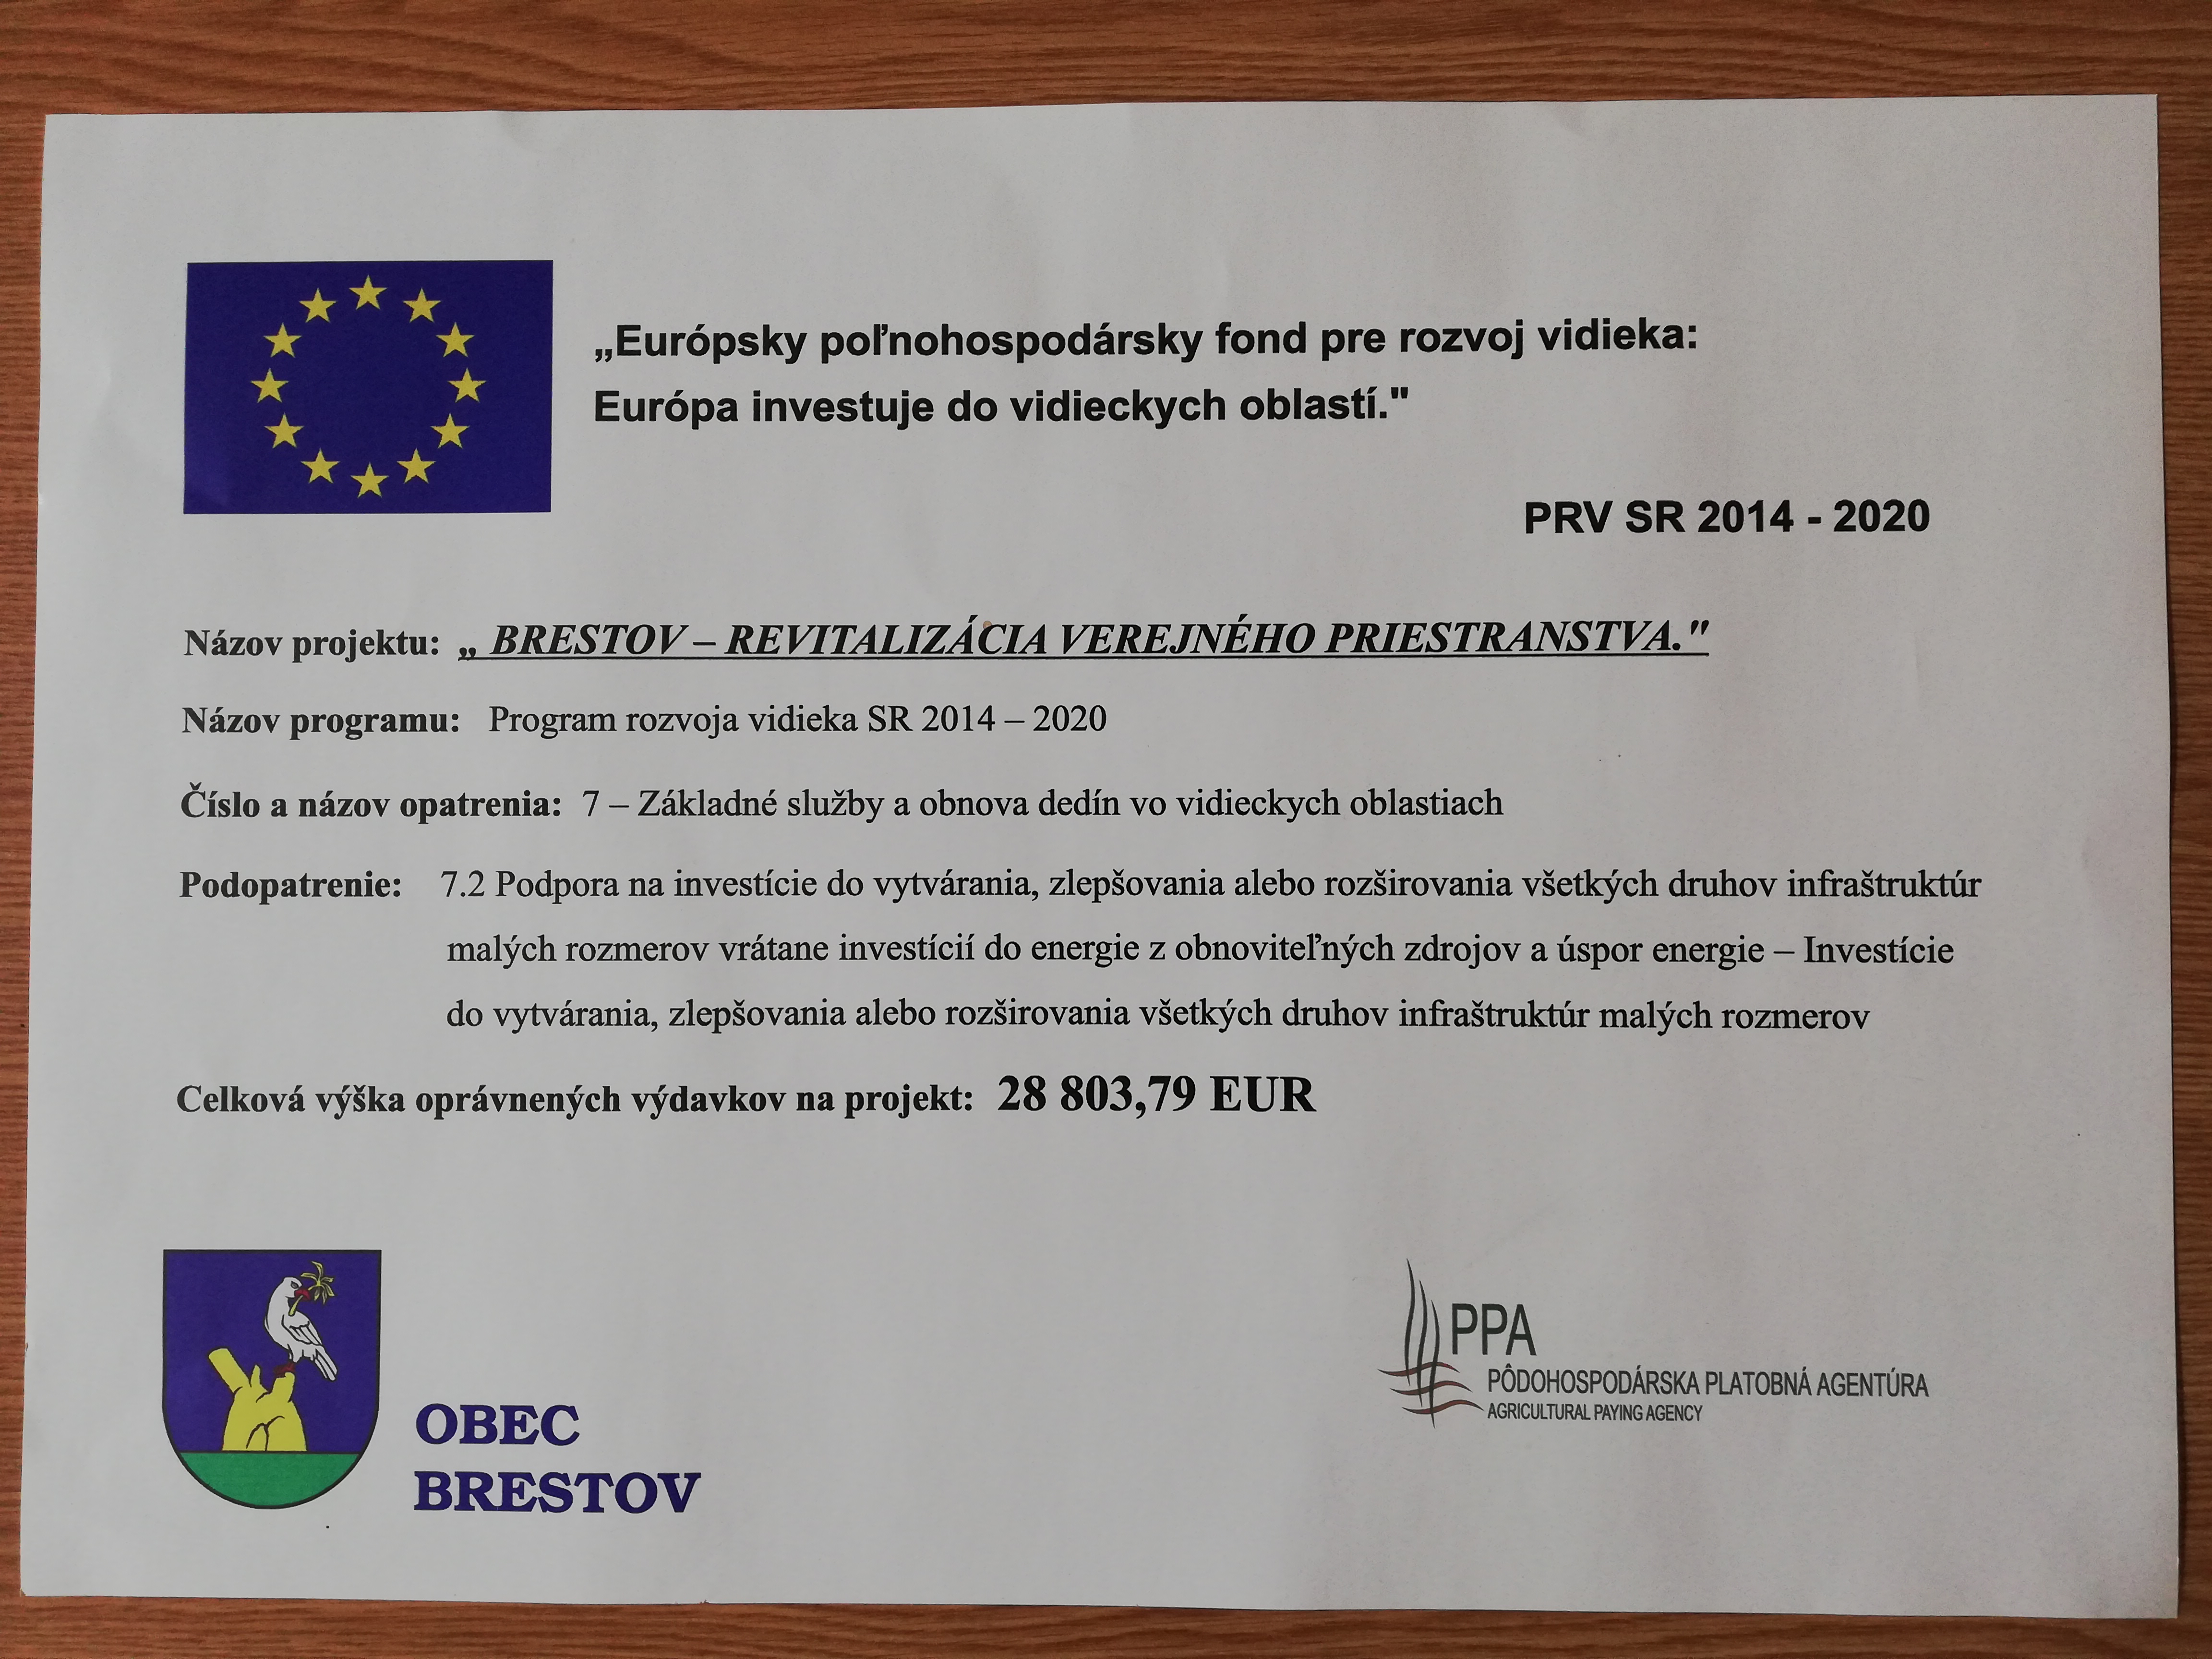 „Európsky poľnohospodársky fond pre rozvoj vidieka:
Európa investuje do vidieckych oblastí."
PRV SR 2014 - 2020
Názov projektu: „ BRESTOV – REVITALIZÁCIA VEREJNÉHO PRIESTRANSTVA."
Názov programu: Program rozvoja vidieka SR 2014 – 2020
Číslo a názov opatrenia: 7 – Základné služby a obnova dedín vo vidieckych oblastiach
Podopatrenie: 7.2 Podpora na investície do vytvárania, zlepšovania alebo rozširovania všetkých druhov infraštruktúr
malých rozmerov vrátane investícií do energie z obnoviteľných zdrojov a úspor energie – Investície
do vytvárania, zlepšovania alebo rozširovania všetkých druhov infraštruktúr malých rozmerov
Celková výška oprávnených výdavkov na projekt: 28 803,79 EUR
OBEC
BRESTOV
PPA
PÔDOHOSPODÁRSKA PLATOBNÁ AGENTÚRA
AGRICULTURAL PAYING AGENCY